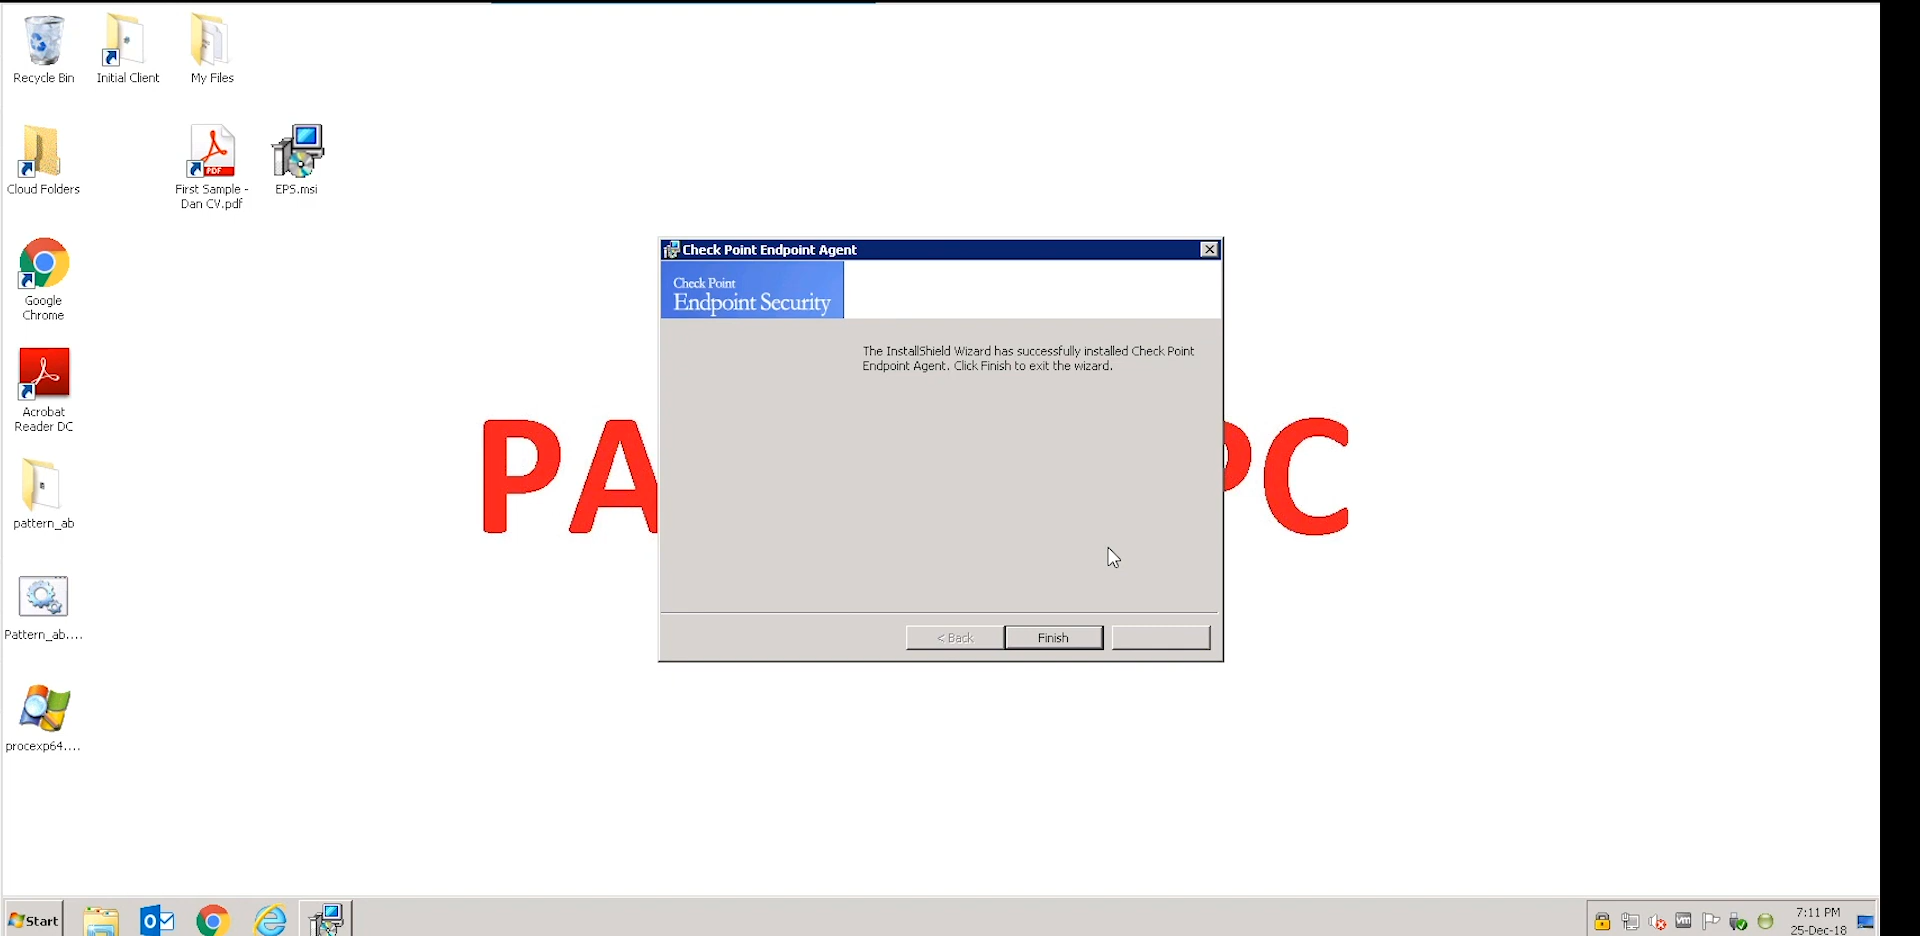 Recycle Bin
Initial Client
My Files
Cloud Folders
First Sample -
Dan CV.pdf
EPS.msi
PDF
Google
Chrome
Acrobat
Reader DC
pattern_ab
Pattern_ab....
procexp64....
Check Point Endpoint Agent
Check Point
Endpoint Security
The InstallShield Wizard has successfully installed Check Point
Endpoint Agent. Click Finish to exit the wizard.
< Back
Finish
PA
PC
Start
7:11 PM
25-Dec-18